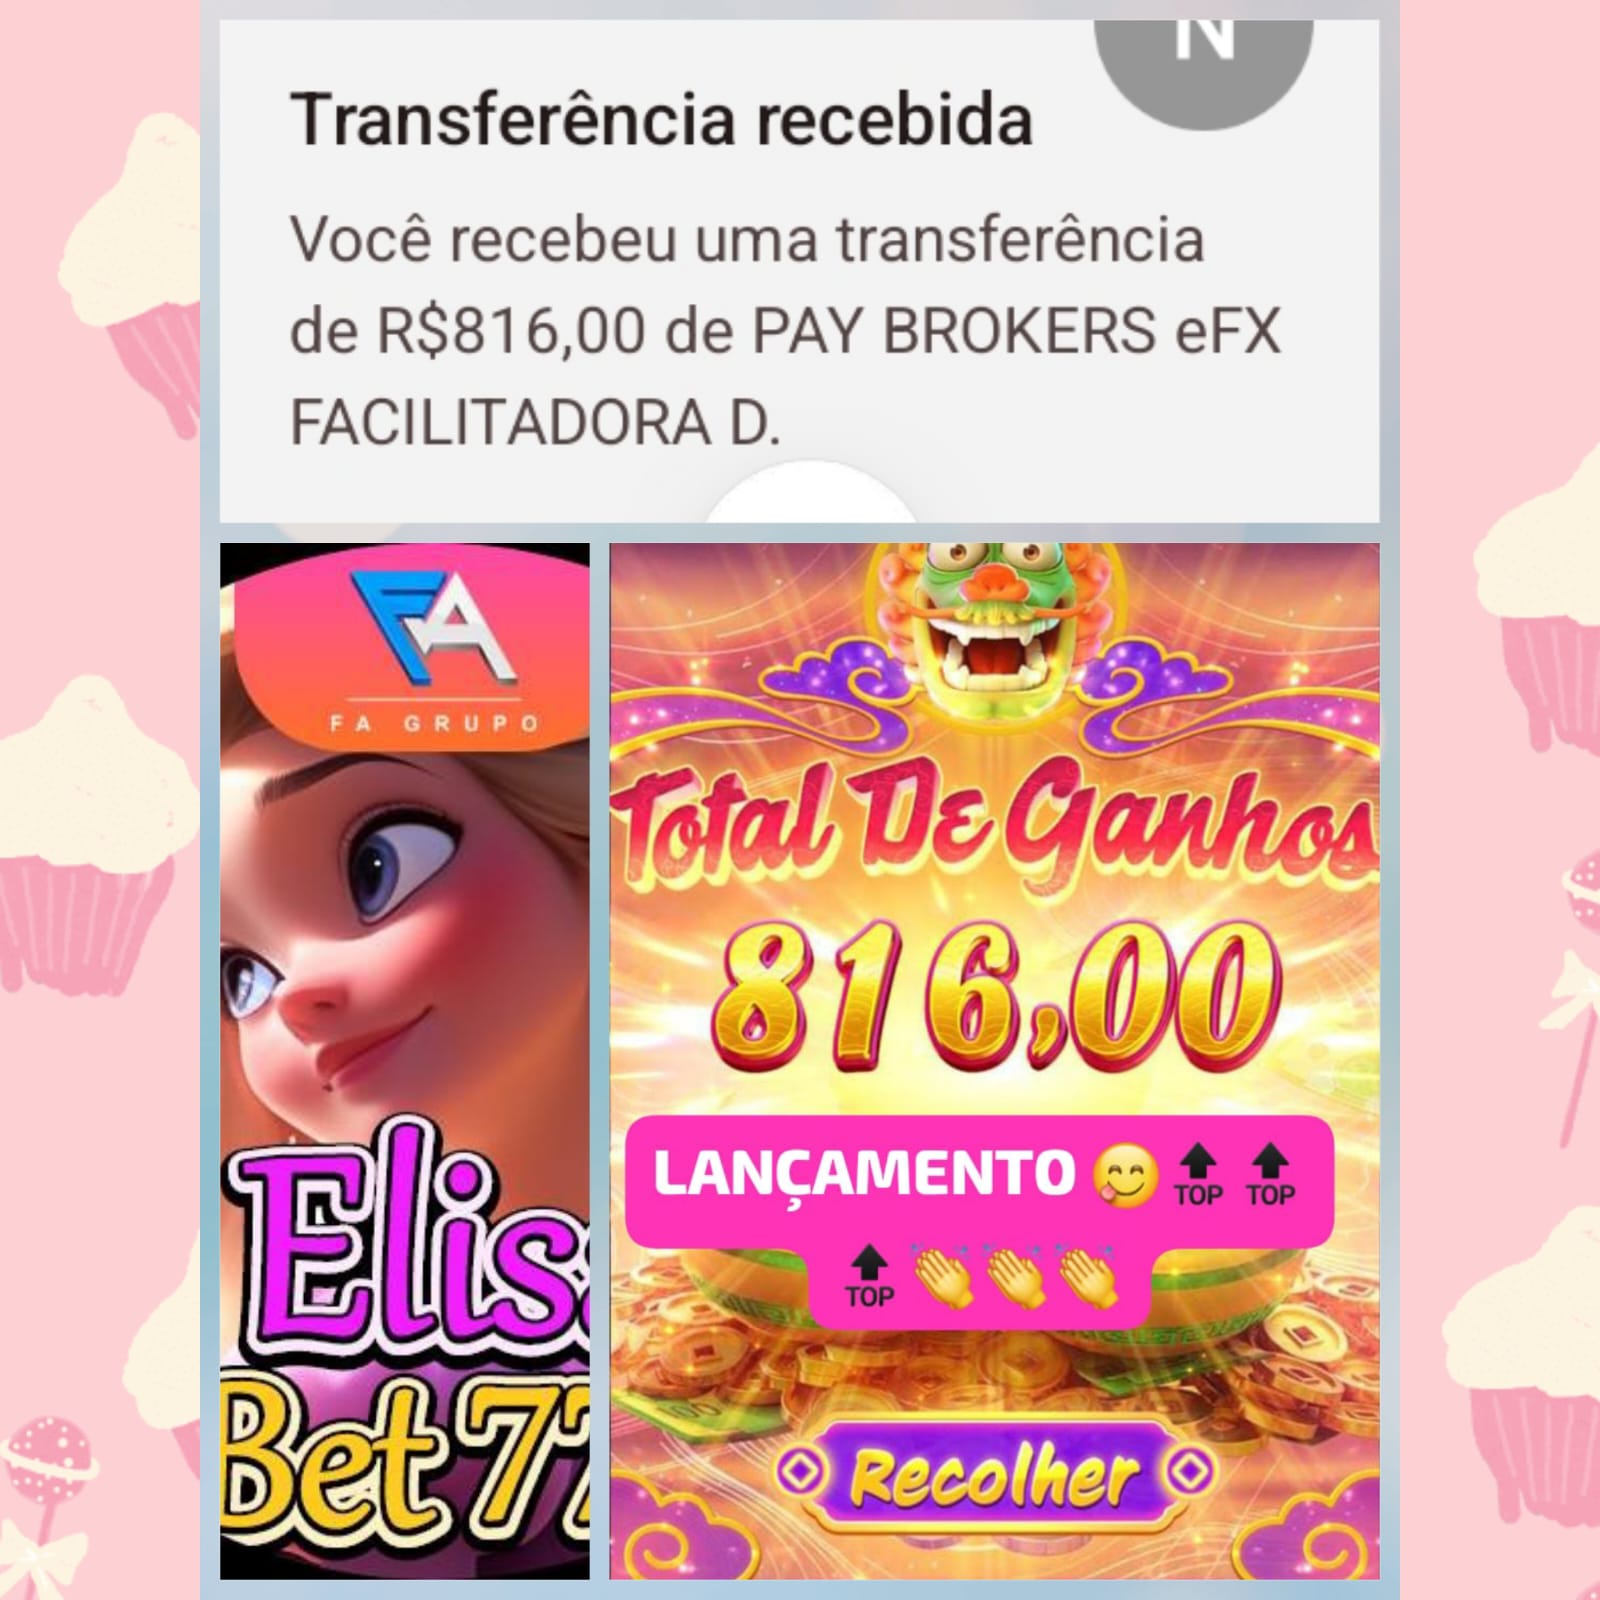 N
Transferência recebida
Você recebeu uma transferência
de R$816,00 de PAY BROKERS eFX
FACILITADORA D.
FA
FA GRUPO
Elis
Bet 77
Total De Ganhos
816,00
LANÇAMENTO 😋 🔝 🔝
🔝 👏 👏 👏
Recolher